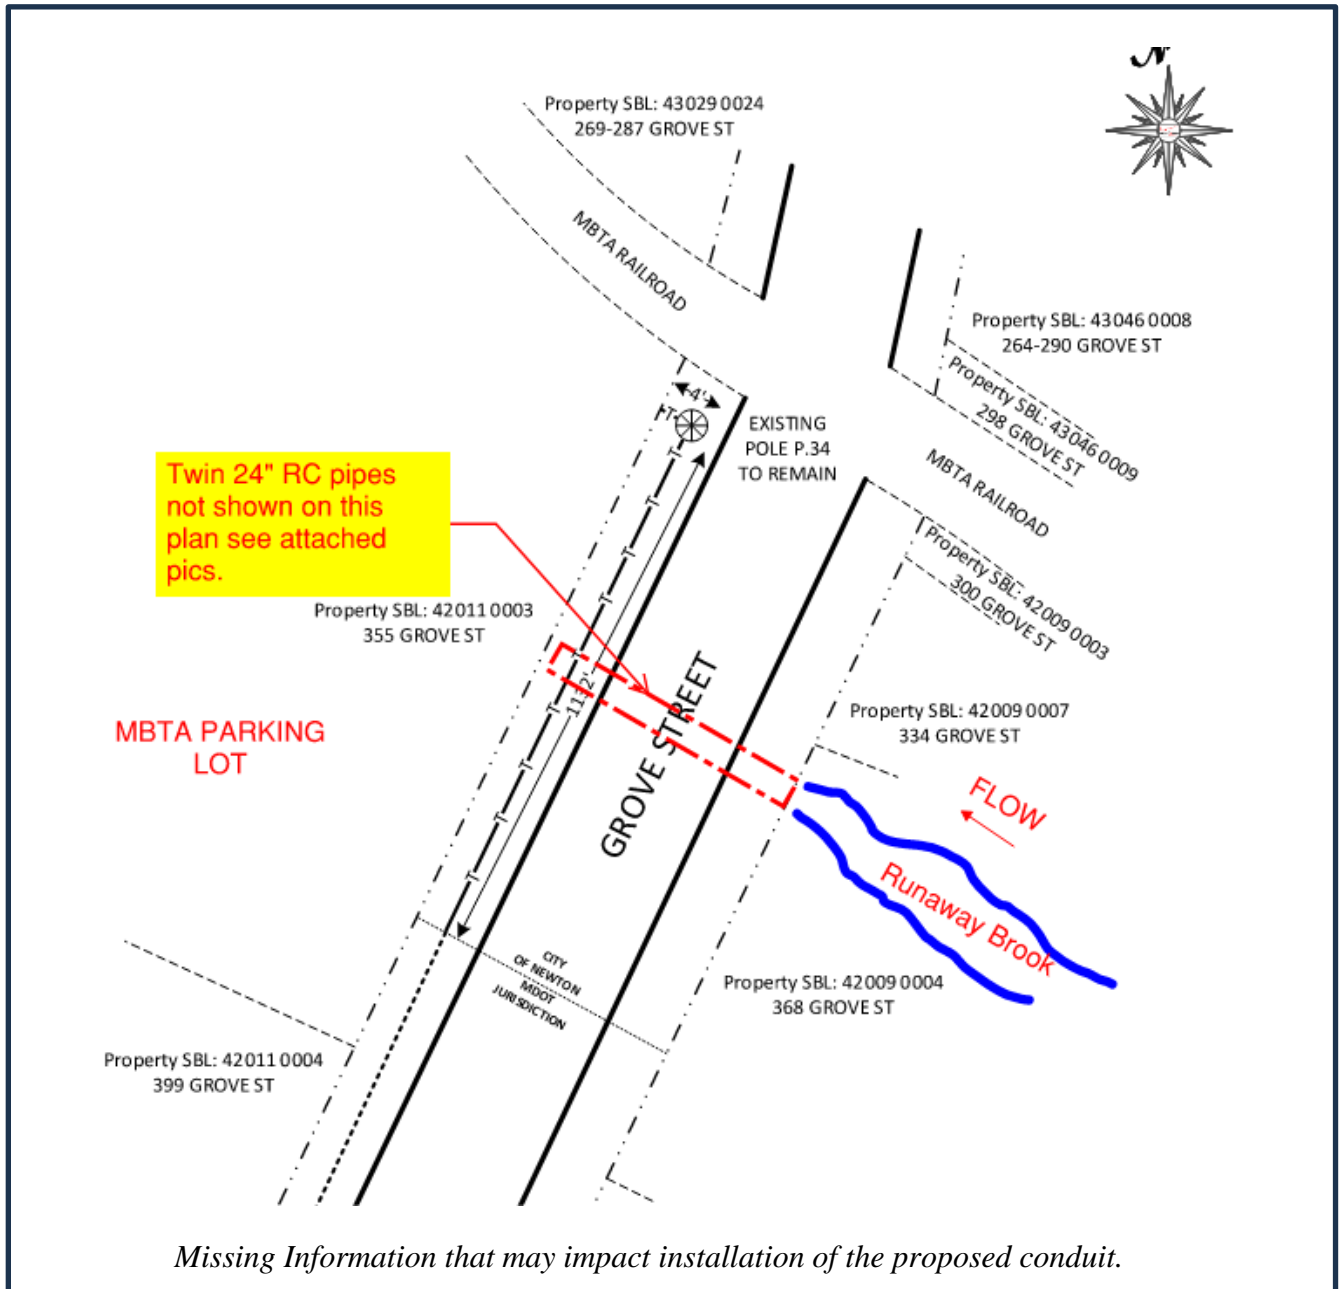 N
Property SBL: 43029 0024
269-287 GROVE ST
MBTA RAILROAD
Property SBL: 43046 0008
264-290 GROVE ST
Property SBL: 43046 0009
298 GROVE ST
4'
T
EXISTING
POLE P.34
TO REMAIN
T
T
T
T
T
T
T
T
T
MBTA RAILROAD
Twin 24" RC pipes
not shown on this
plan see attached
pics.
Property SBL: 42009 0003
300 GROVE ST
Property SBL: 42011 0003
355 GROVE ST
1132'
GROVE STREET
MBTA PARKING
LOT
Property SBL: 42009 0007
334 GROVE ST
FLOW
Runaway Brook
CITY
OF NEWTON
MDOT
JURISDICTION
Property SBL: 42009 0004
368 GROVE ST
Property SBL: 42011 0004
399 GROVE ST
Missing Information that may impact installation of the proposed conduit.